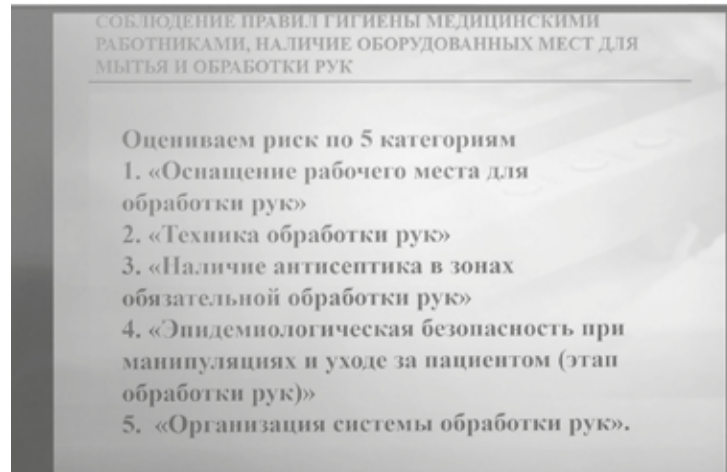 СОБЛЮДЕНИЕ ПРАВИЛ ГИГИЕНЫ МЕДИЦИНСКИМИ
РАБОТНИКАМИ, НАЛИЧИЕ ОБОРУДОВАННЫХ МЕСТ ДЛЯ
МЫТЬЯ И ОБРАБОТКИ РУК
Оцениваем риск по 5 категориям
1. «Оснащение рабочего места для
обработки рук»
2. «Техника обработки рук»
3. «Наличие антисептика в зонах
обязательной обработки рук»
4. «Эпидемиологическая безопасность при
манипуляциях и уходе за пациентом (этап
обработки рук)»
5. «Организация системы обработки рук».